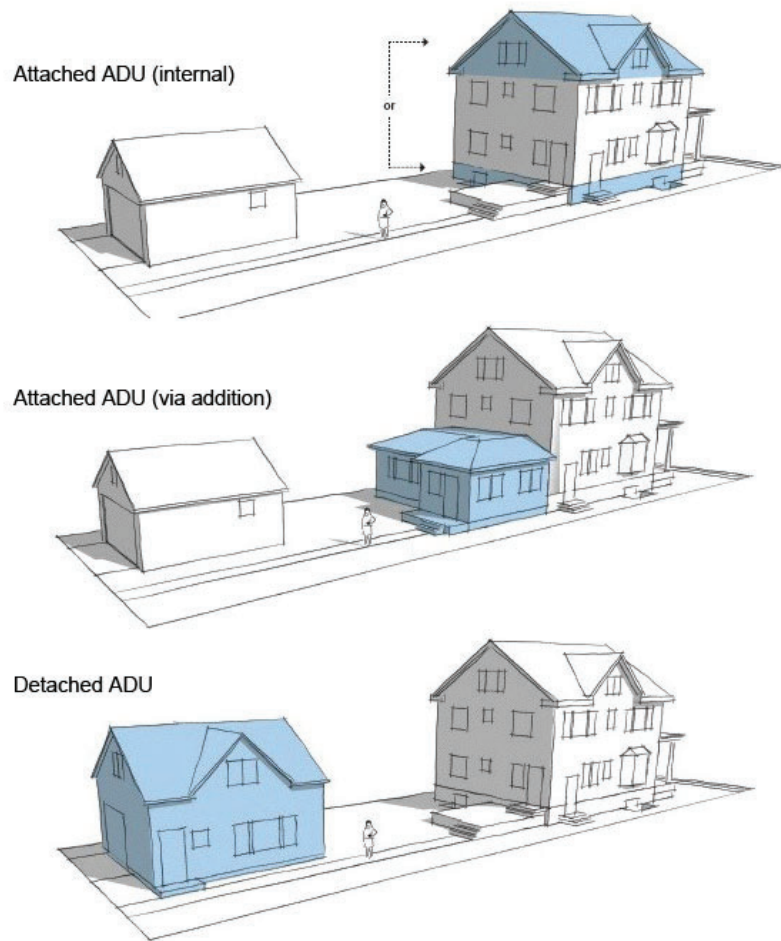 Attached ADU (internal)
or
Attached ADU (via addition)
Detached ADU